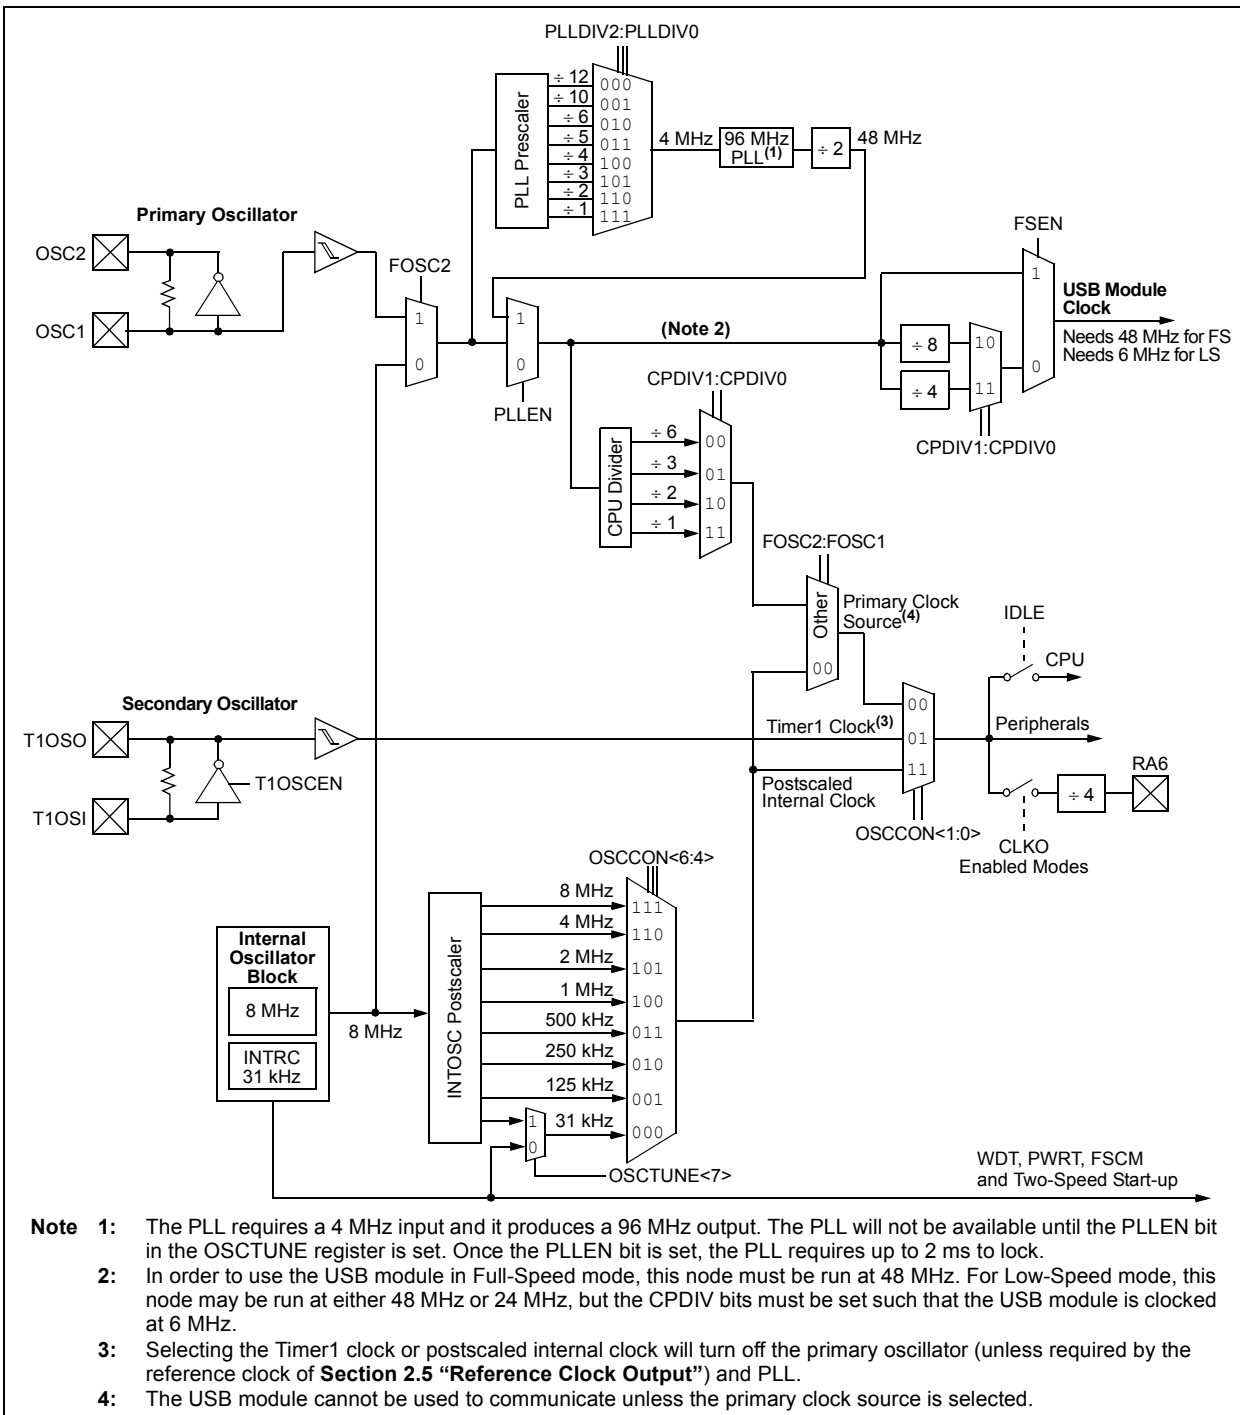 PLLDIV2:PLLDIV0
PLL Prescaler
÷ 12
000
÷ 10
001
÷ 6
010
÷ 5
011
÷ 4
100
÷ 3
101
÷ 2
110
÷ 1
111
4 MHz
96 MHz
PLL(1)
÷ 2
48 MHz
Primary Oscillator
OSC2
OSC1
FOSC2
1
0
1
0
PLLEN
(Note 2)
FSEN
1
0
USB Module
Clock
Needs 48 MHz for FS
Needs 6 MHz for LS
÷ 8
10
÷ 4
11
CPDIV1:CPDIV0
CPDIV1:CPDIV0
CPU Divider
÷ 6
00
÷ 3
01
÷ 2
10
÷ 1
11
FOSC2:FOSC1
Other
00
Primary Clock
Source(4)
IDLE
CPU
Secondary Oscillator
T1OSO
T1OSI
T1OSCEN
Timer1 Clock(3)
00
01
11
Peripherals
Postscaled
Internal Clock
OSCCON<1:0>
RA6
÷ 4
CLKO
Enabled Modes
OSCCON<6:4>
Internal
Oscillator
Block
8 MHz
INTRC
31 kHz
8 MHz
INTOSC Postscaler
8 MHz
111
4 MHz
110
2 MHz
101
1 MHz
100
500 kHz
011
250 kHz
010
125 kHz
001
1
0
31 kHz
000
OSCTUNE<7>
WDT, PWRT, FSCM
and Two-Speed Start-up
Note 1: The PLL requires a 4 MHz input and it produces a 96 MHz output. The PLL will not be available until the PLLEN bit
in the OSCTUNE register is set. Once the PLLEN bit is set, the PLL requires up to 2 ms to lock.
2: In order to use the USB module in Full-Speed mode, this node must be run at 48 MHz. For Low-Speed mode, this
node may be run at either 48 MHz or 24 MHz, but the CPDIV bits must be set such that the USB module is clocked
at 6 MHz.
3: Selecting the Timer1 clock or postscaled internal clock will turn off the primary oscillator (unless required by the
reference clock of Section 2.5 “Reference Clock Output”) and PLL.
4: The USB module cannot be used to communicate unless the primary clock source is selected.